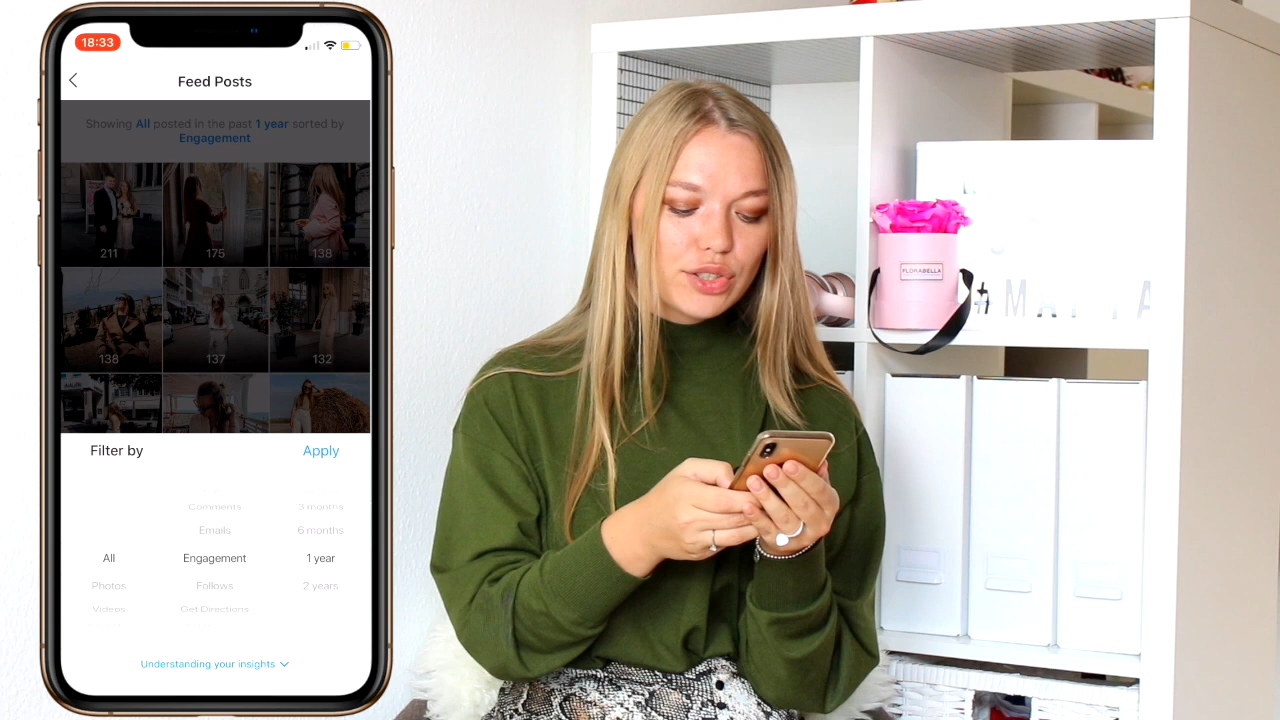 18:33
Feed Posts
Showing All posted in the past 1 year sorted by
Engagement
211
175
138
138
137
132
Filter by
Apply
Comments
3 months
Emails
6 months
All
Engagement
1 year
Photos
Follows
2 years
Videos
Get Directions
Understanding your insights
FLORABELLA